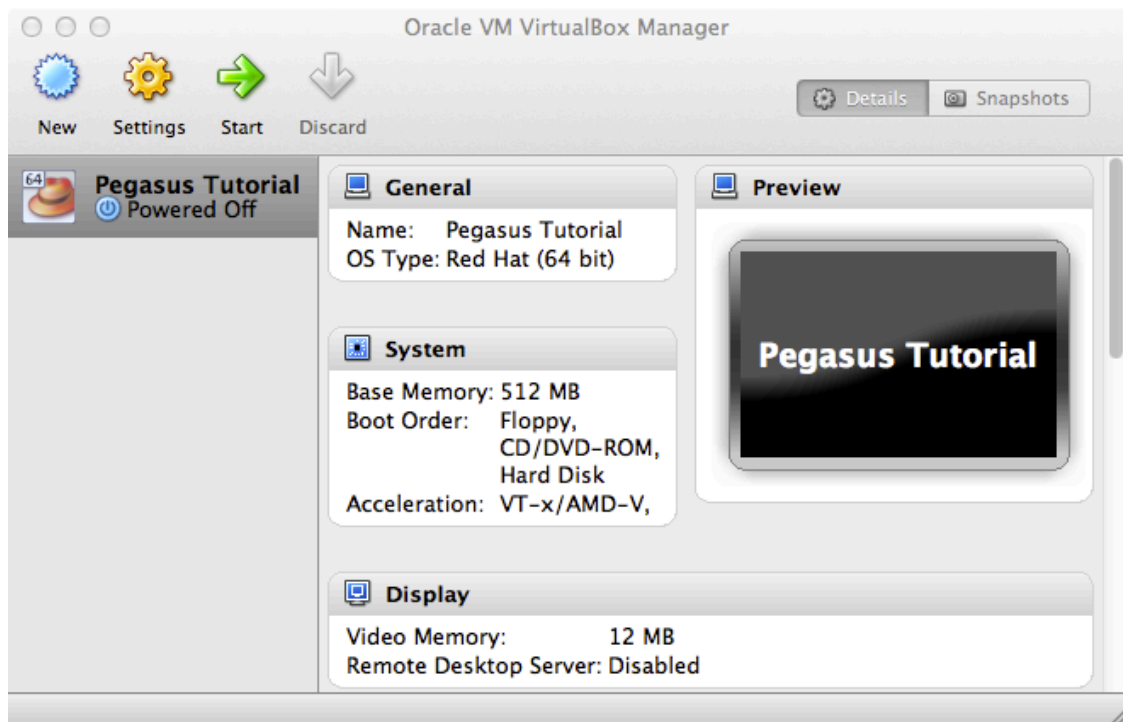 Oracle VM VirtualBox Manager
New
Settings
Start
Discard
Details
Snapshots
64
Pegasus Tutorial
Powered Off
General
Name: Pegasus Tutorial
OS Type: Red Hat (64 bit)
System
Base Memory: 512 MB
Boot Order: Floppy,
CD/DVD-ROM,
Hard Disk
Acceleration: VT-x/AMD-V,
Preview
Pegasus Tutorial
Display
Video Memory: 12 MB
Remote Desktop Server: Disabled